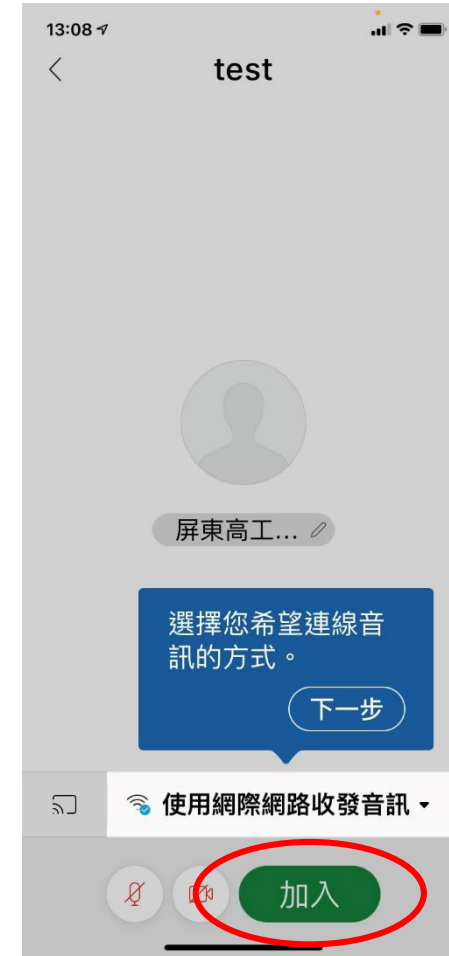 13:08
test
屏東高工...
選擇您希望連線音
訊的方式。
下一步
使用網際網路收發音訊
加入